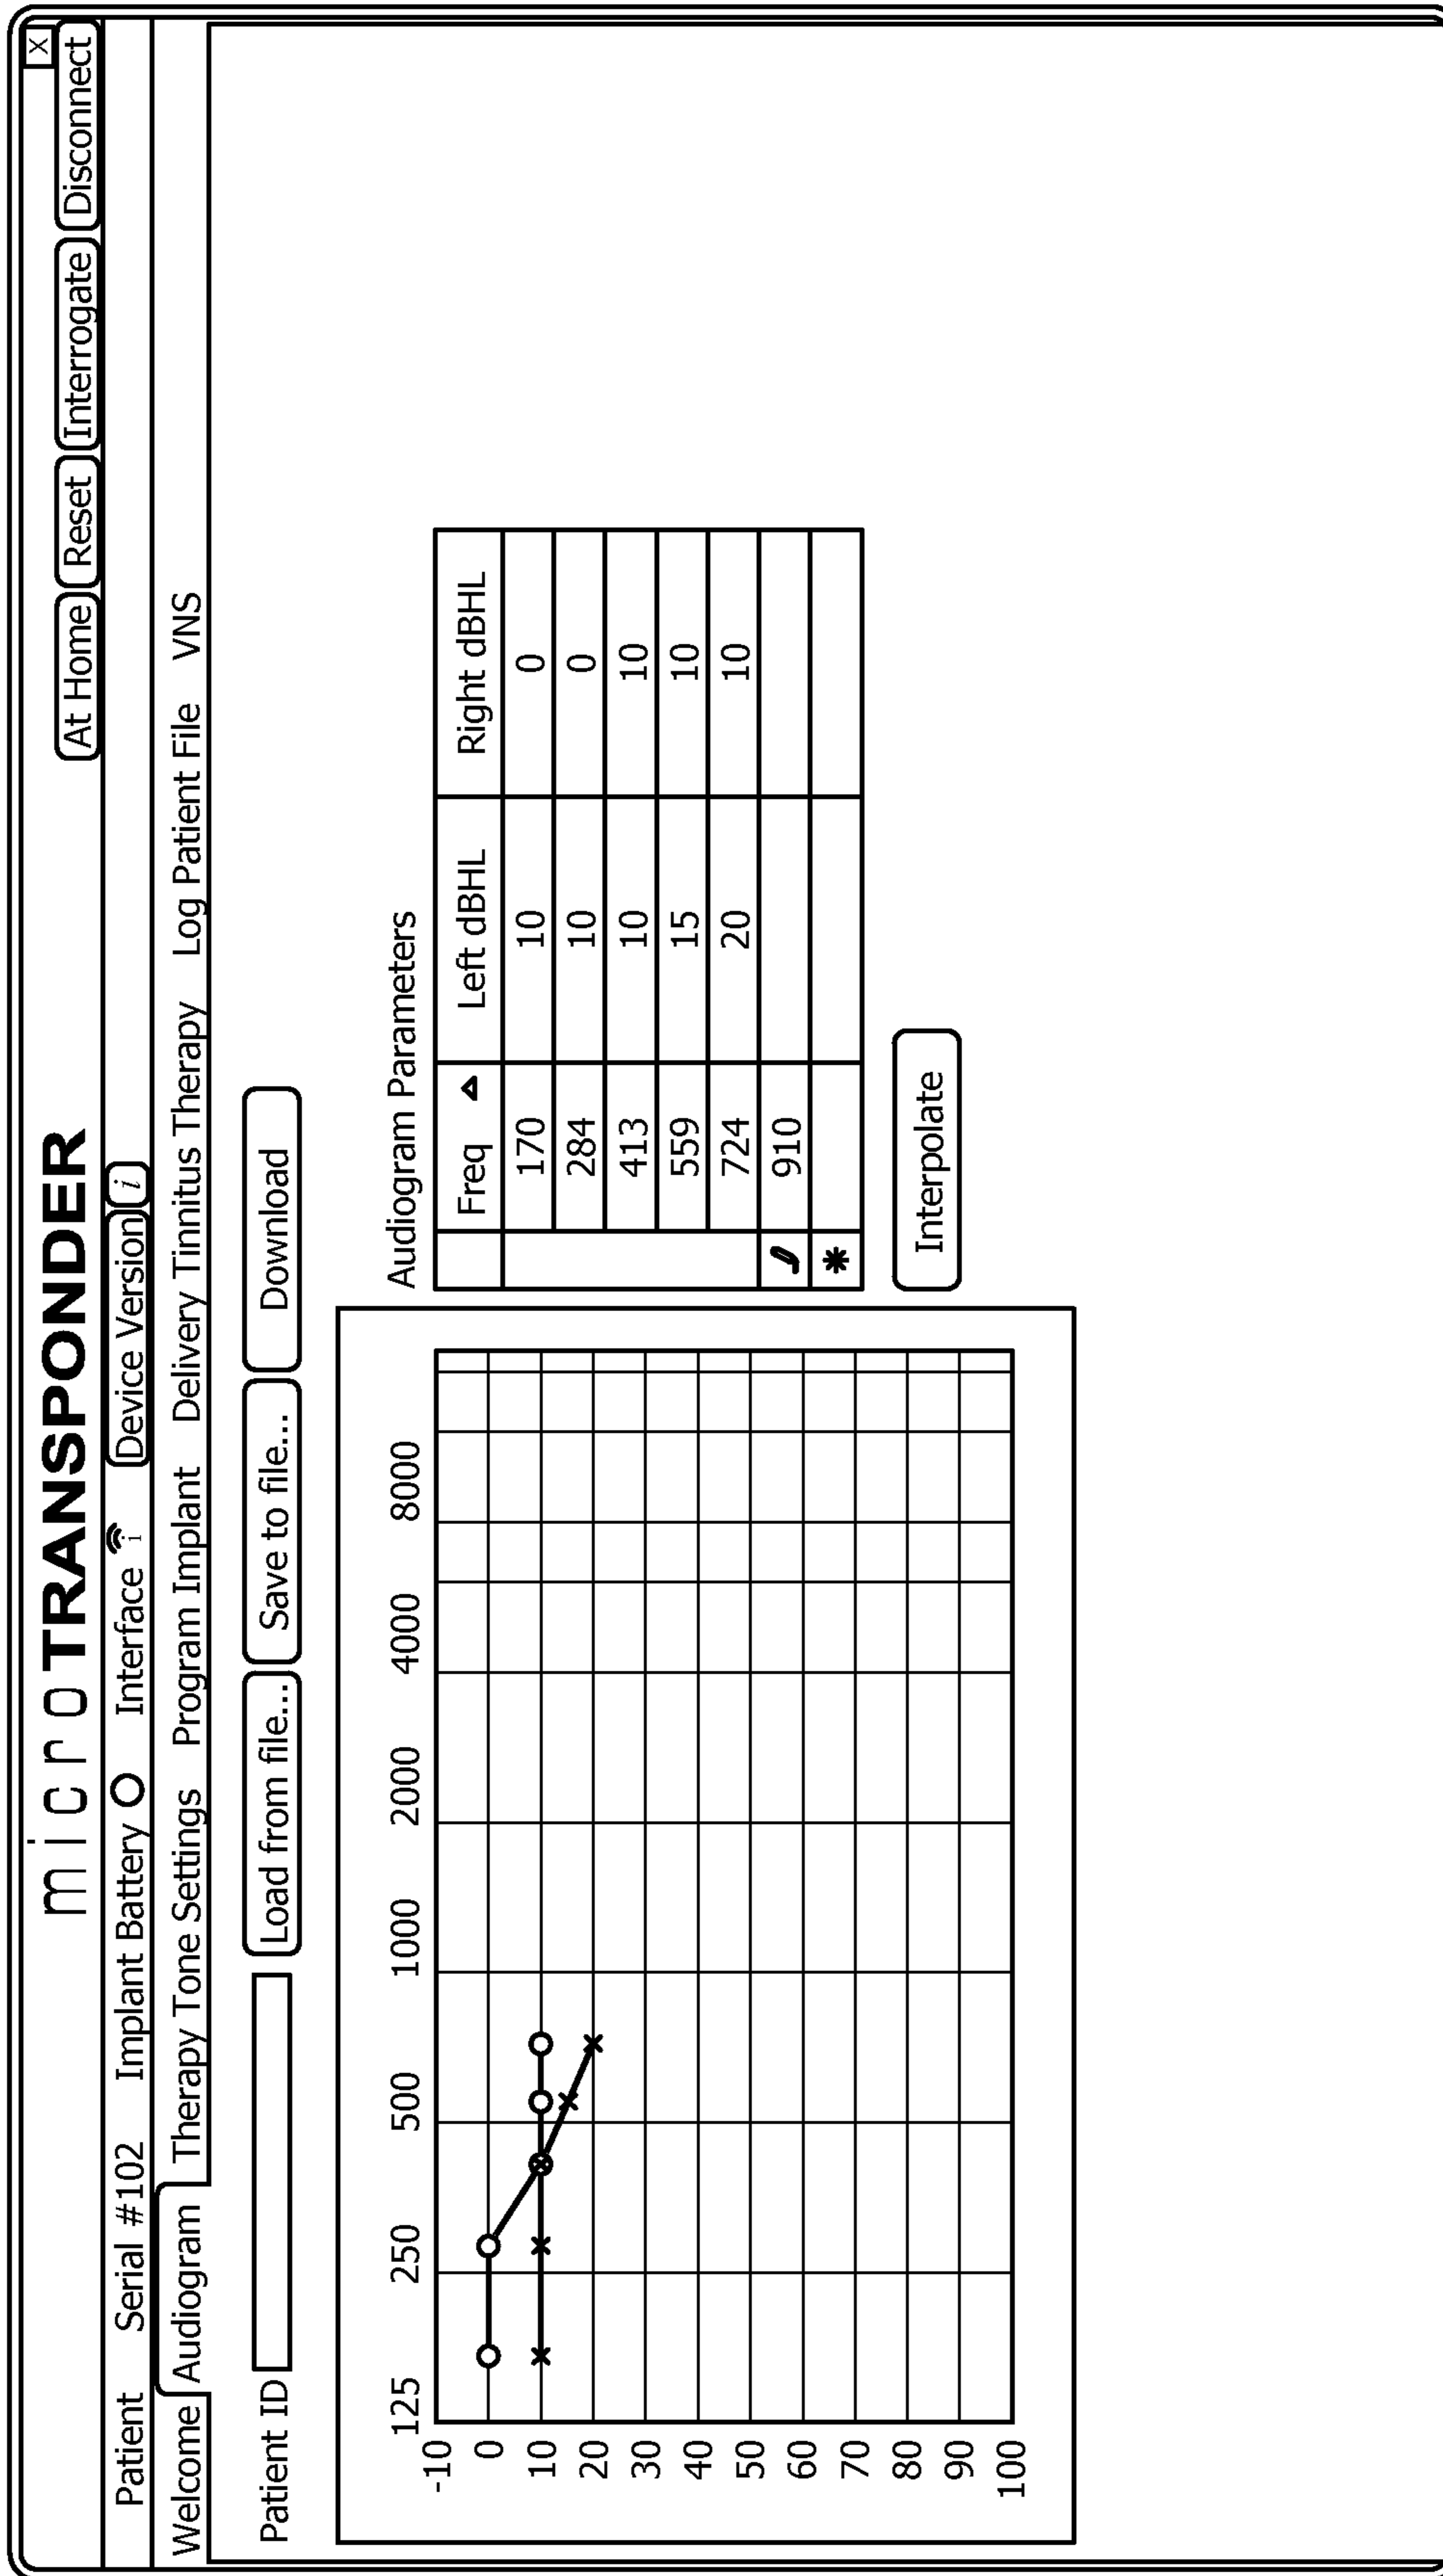 X
micro TRANSPONDER
At Home Reset Interrogate Disconnect
Patient Serial #102 Implant Battery Interface i Device Version i
Welcome Audiogram Therapy Tone Settings Program Implant Delivery Tinnitus Therapy Log Patient File VNS
Patient ID Load from file... Save to file... Download
125 250 500 1000 2000 4000 8000
-10
0
10
20
30
40
50
60
70
80
90
100
Audiogram Parameters
Freq Left dBHL Right dBHL
170 10 0
284 10 0
413 10 10
559 15 10
724 20 10
910
*
Interpolate